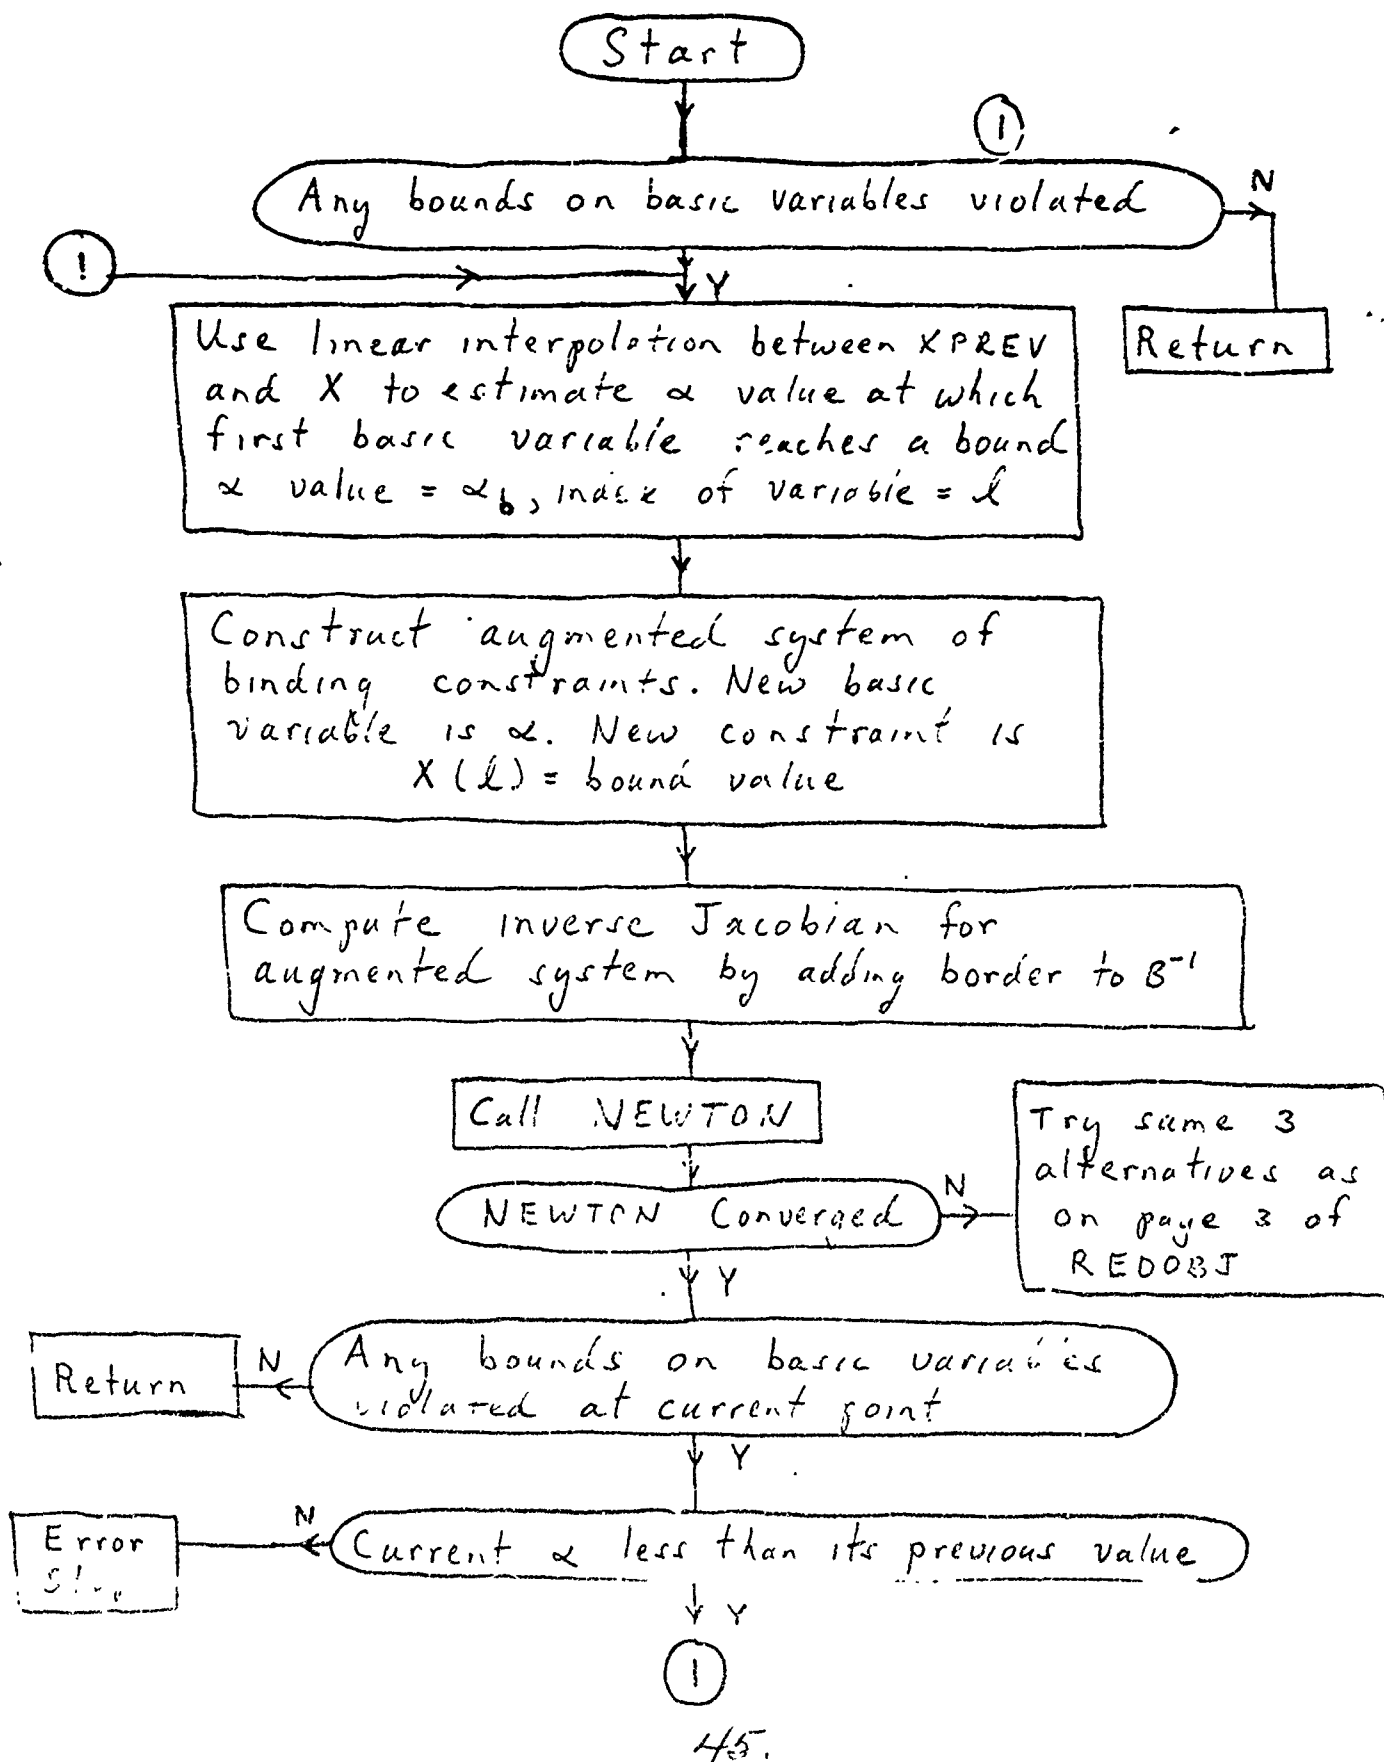 Start
1
Any bounds on basic variables violated
N
!
Y
Use linear interpolation between XPREV
and X to estimate α value at which
first basic variable reaches a bound
α value = α_b, index of variable = l
Return
Construct augmented system of
binding constraints. New basic
variable is α. New constraint is
X(l) = bound value
Compute inverse Jacobian for
augmented system by adding border to B⁻¹
Call NEWTON
NEWTON Converged
N
Try same 3
alternatives as
on page 3 of
REDOBJ
Y
Return
N
Any bounds on basic variables
violated at current point
Y
Error
N
Current α less than its previous value
Y
1
45.